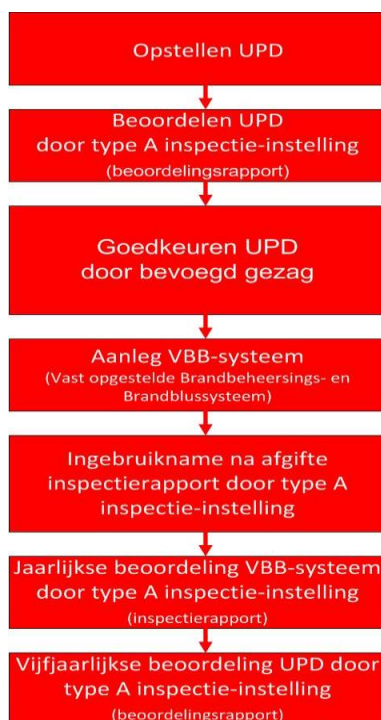 Opstellen UPD
Beoordelen UPD
door type A inspectie-instelling
(beoordelingsrapport)
Goedkeuren UPD
door bevoegd gezag
Aanleg VBB-systeem
(Vast opgestelde Brandbeheersings- en
Brandblussysteem)
Ingebruikname na afgifte
inspectierapport door type A
inspectie-instelling
Jaarlijkse beoordeling VBB-systeem
door type A inspectie-instelling
(inspectierapport)
Vijfjaarlijkse beoordeling UPD door
type A inspectie-instelling
(beoordelingsrapport)